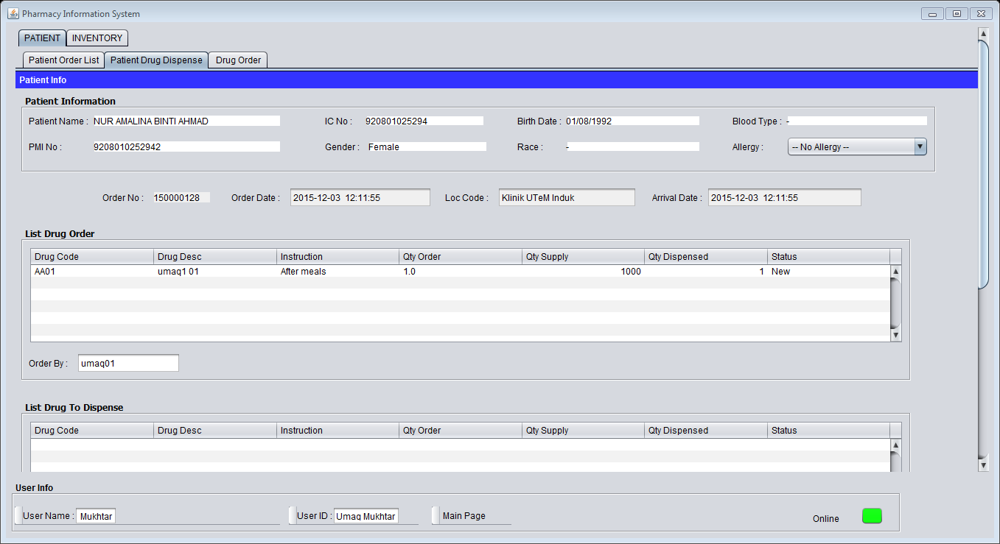 Pharmacy Information System
PATIENT INVENTORY
Patient Order List Patient Drug Dispense Drug Order
Patient Info
Patient Information
Patient Name : NUR AMALINA BINTI AHMAD IC No : 920801025294 Birth Date : 01/08/1992 Blood Type : -
PMI No : 9208010252942 Gender : Female Race : - Allergy : -- No Allergy --
Order No : 150000128 Order Date : 2015-12-03 12:11:55 Loc Code : Klinik UTeM Induk Arrival Date : 2015-12-03 12:11:55
List Drug Order
Drug Code Drug Desc Instruction Qty Order Qty Supply Qty Dispensed Status
AA01 umaq1 01 After meals 1.0 1000 1 New
Order By : umaq01
List Drug To Dispense
Drug Code Drug Desc Instruction Qty Order Qty Supply Qty Dispensed Status
User Info
User Name : Mukhtar User ID : Umaq Mukhtar Main Page Online